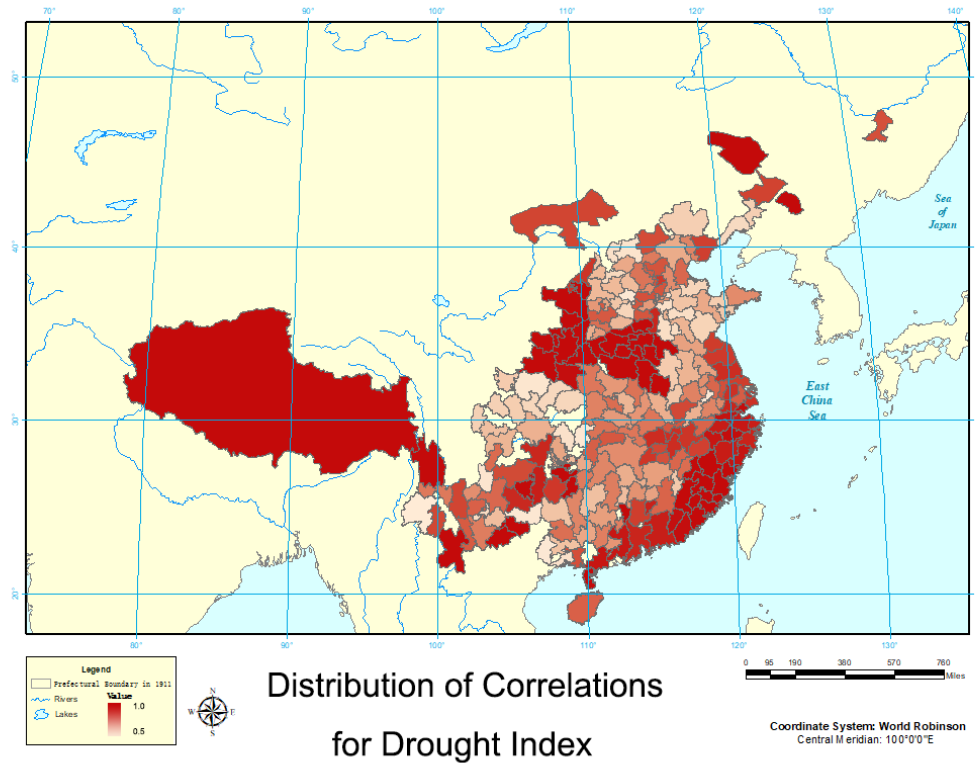 70° 80° 90° 100° 110° 120° 130° 140°
50°
Sea
of
Japan
40°
East
China
Sea
30°
20°
80° 90° 100° 110° 120° 130°
Legend
Prefectural Boundary in 1911
Rivers
Lakes
Value
1.0
0.5
N
W E
S
Distribution of Correlations
for Drought Index
0 95 190 380 570 760
Miles
Coordinate System: World Robinson
Central Meridian: 100°0'0"E